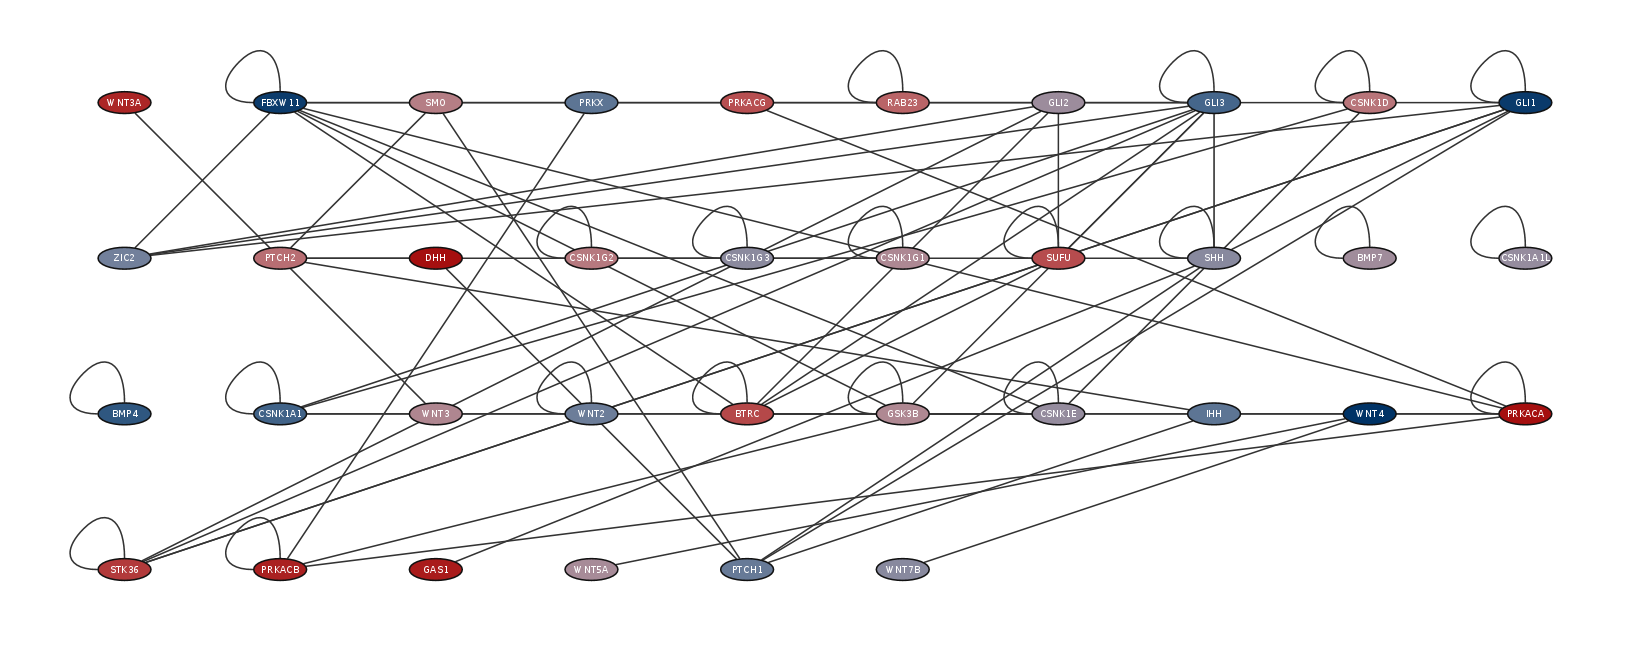 WNT3A FBXW11 SMO PRKX PRKACG RAB23 GLI2 GLI3 CSNK1D GLI1
ZIC2 PTCH2 DHH CSNK1G2 CSNK1G3 CSNK1G1 SUFU SHH BMP7 CSNK1A1L
BMP4 CSNK1A1 WNT3 WNT2 BTRC GSK3B CSNK1E IHH WNT4 PRKACA
STK36 PRKACB GAS1 WNT5A PTCH1 WNT7B